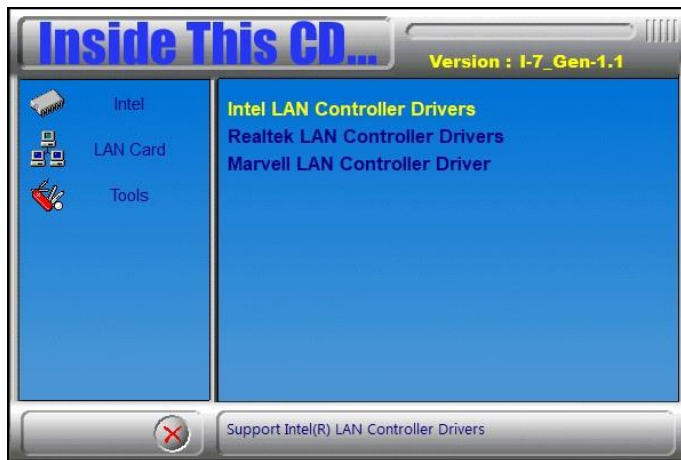 Inside This CD...
Version : I-7_Gen-1.1
Intel
LAN Card
Tools
Intel LAN Controller Drivers
Realtek LAN Controller Drivers
Marvell LAN Controller Driver
Support Intel(R) LAN Controller Drivers